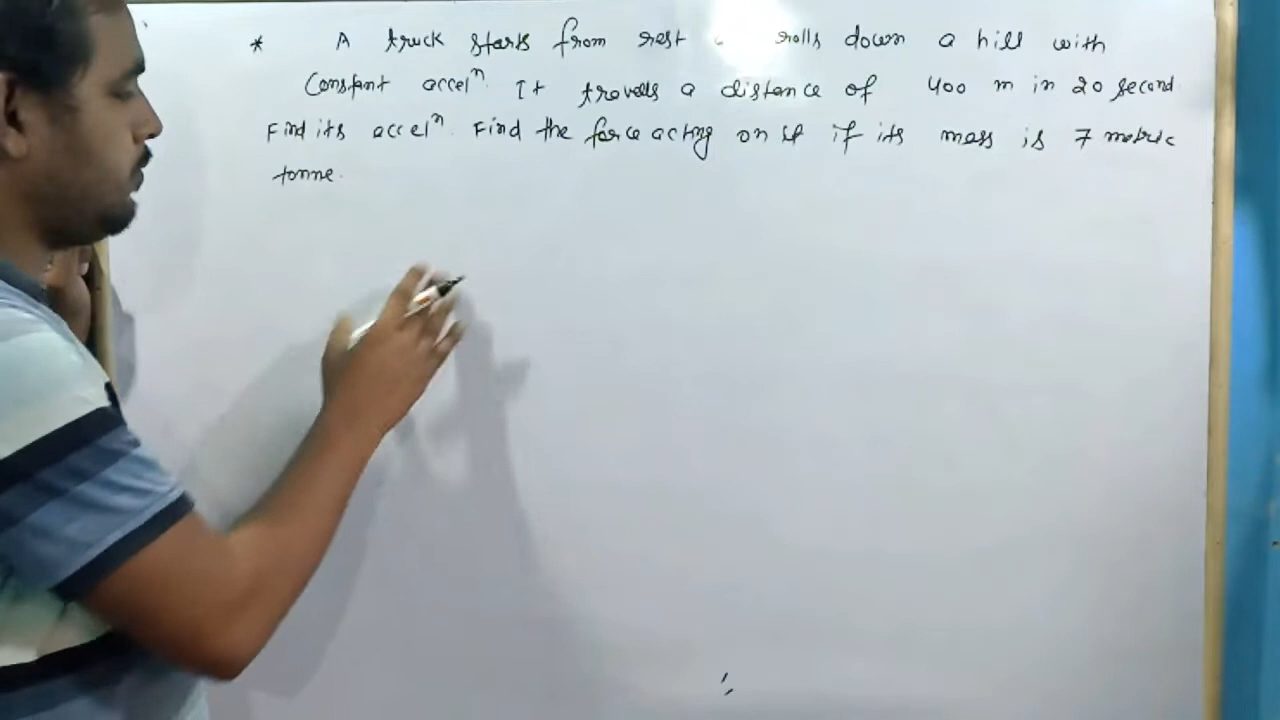 * A truck starts from rest rolls down a hill with
Constant accelⁿ. It travells a distance of 400 m in 20 second
Find its accelⁿ. Find the force acting on it if its mass is 7 metric
tonne.